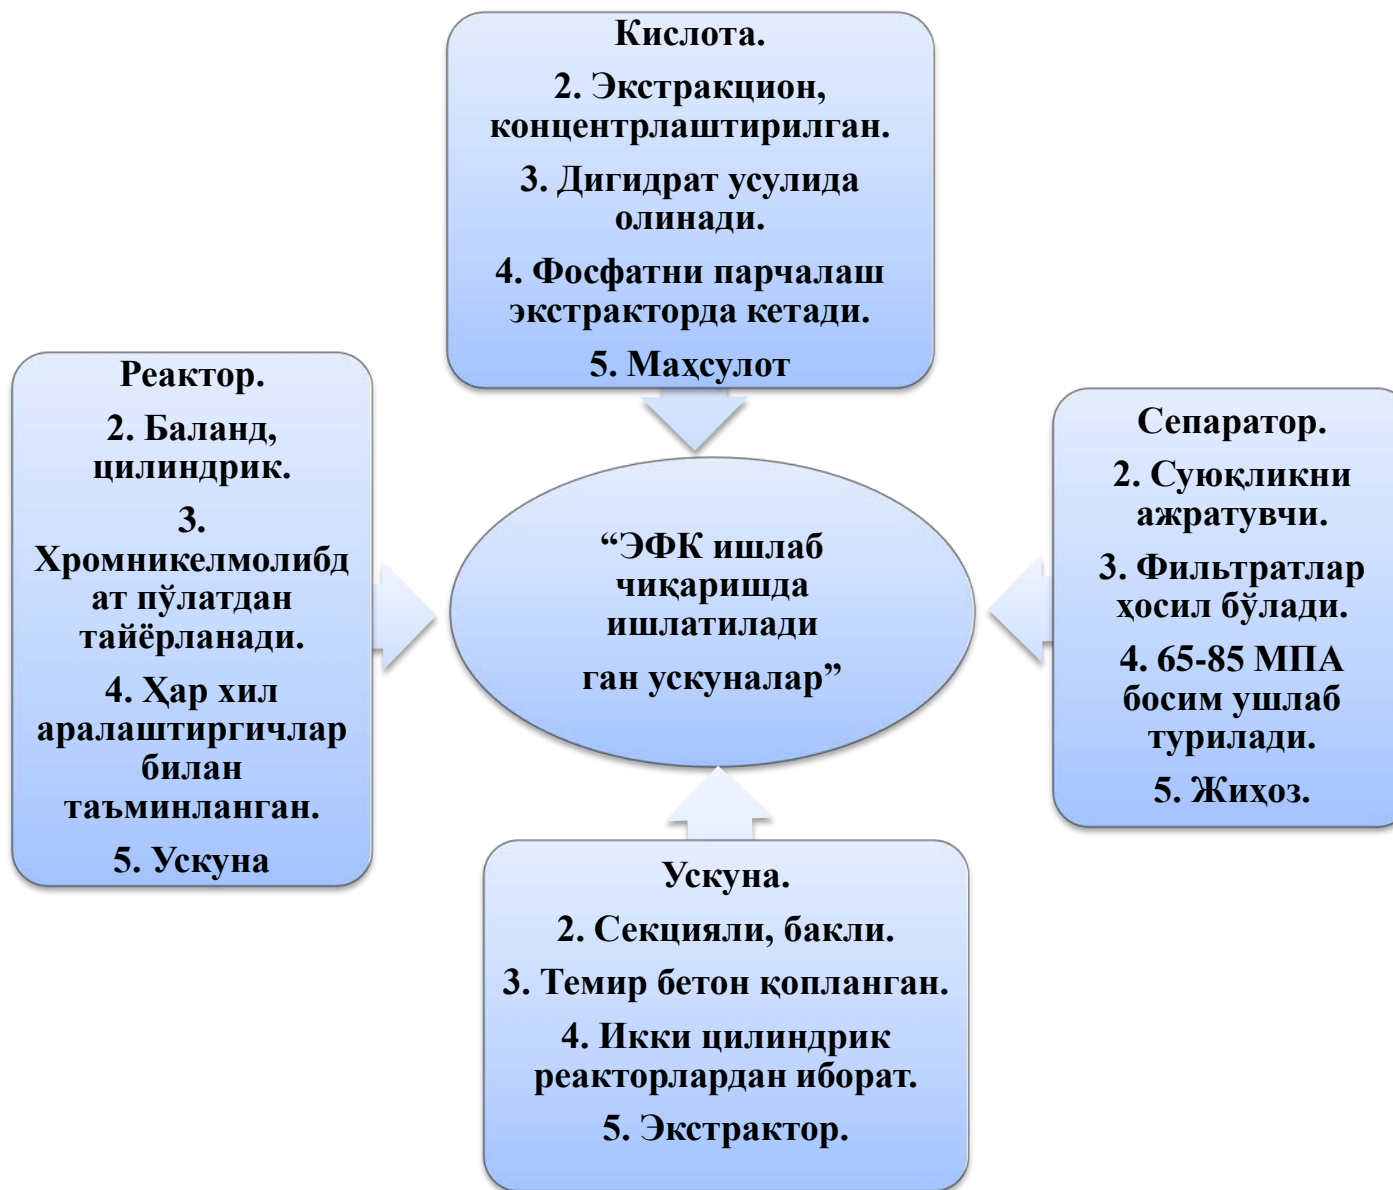 Кислота.
2. Экстракцион,
концентрлаштирилган.
3. Дигидрат усулида
олинади.
4. Фосфатни парчалаш
экстракторда кетади.
5. Маҳсулот
Реактор.
2. Баланд,
цилиндрик.
3.
Хромникелмолибд
ат пўлатдан
тайёрланади.
4. Ҳар хил
аралаштиргичлар
билан
таъминланган.
5. Ускуна
“ЭФК ишлаб
чиқаришда
ишлатилади
ган ускуналар”
Сепаратор.
2. Суюқликни
ажратувчи.
3. Фильтратлар
ҳосил бўлади.
4. 65-85 МПА
босим ушлаб
турилади.
5. Жиҳоз.
Ускуна.
2. Секцияли, бакли.
3. Темир бетон қопланган.
4. Икки цилиндрик
реакторлардан иборат.
5. Экстрактор.